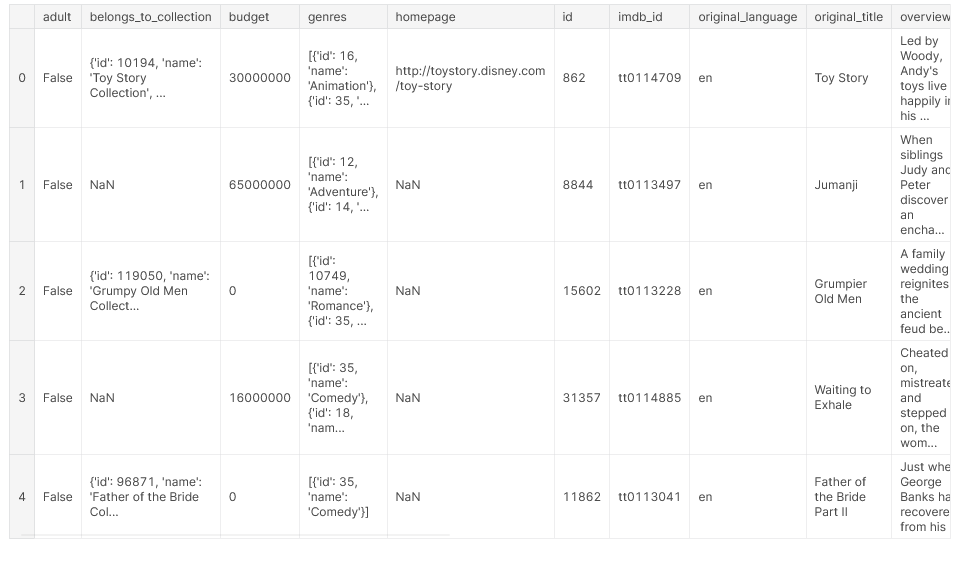 adult belongs_to_collection budget genres homepage id imdb_id original_language original_title overview
0 False {'id': 10194, 'name': 'Toy Story Collection', ... 30000000 [{'id': 16, 'name': 'Animation'}, {'id': 35, '... http://toystory.disney.com/toy-story 862 tt0114709 en Toy Story Led by Woody, Andy's toys live happily in his ...
1 False NaN 65000000 [{'id': 12, 'name': 'Adventure'}, {'id': 14, '... NaN 8844 tt0113497 en Jumanji When siblings Judy and Peter discover an encha...
2 False {'id': 119050, 'name': 'Grumpy Old Men Collect... 0 [{'id': 10749, 'name': 'Romance'}, {'id': 35, ... NaN 15602 tt0113228 en Grumpier Old Men A family wedding reignites the ancient feud be...
3 False NaN 16000000 [{'id': 35, 'name': 'Comedy'}, {'id': 18, 'nam... NaN 31357 tt0114885 en Waiting to Exhale Cheated on, mistreate and stepped on, the wom...
4 False {'id': 96871, 'name': 'Father of the Bride Col... 0 [{'id': 35, 'name': 'Comedy'}] NaN 11862 tt0113041 en Father of the Bride Part II Just whe George Banks ha recovere from his